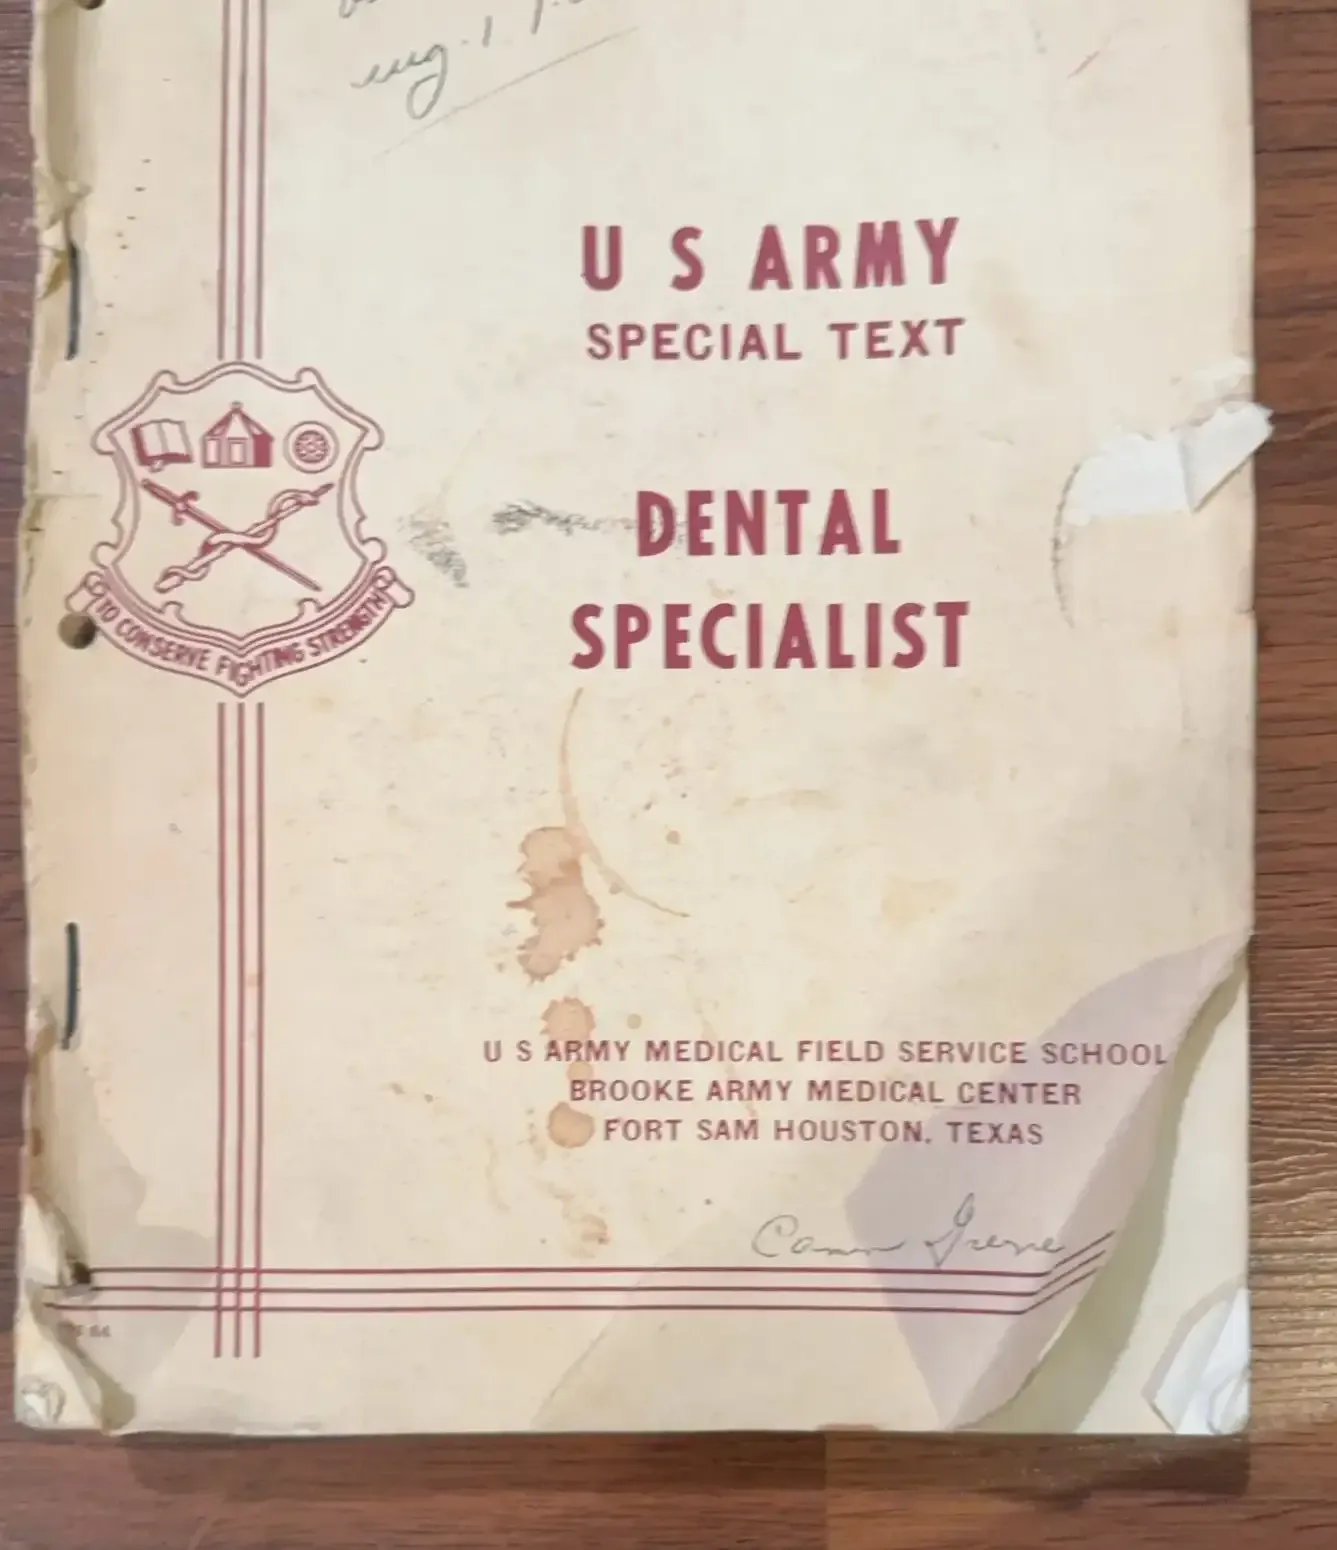 U S ARMY
SPECIAL TEXT
DENTAL
SPECIALIST
TO CONSERVE FIGHTING STRENGTH
U S ARMY MEDICAL FIELD SERVICE SCHOOL
BROOKE ARMY MEDICAL CENTER
FORT SAM HOUSTON, TEXAS